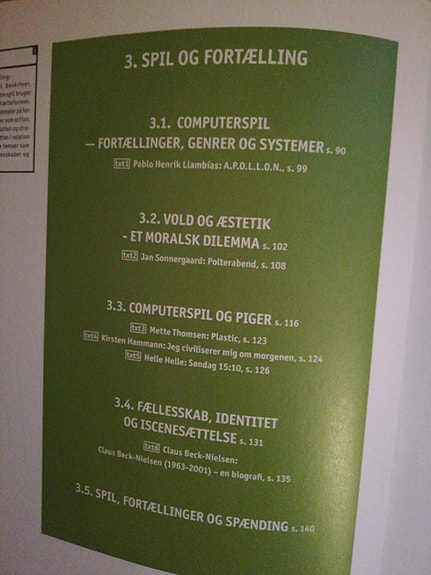 3. SPIL OG FORTÆLLING
3.1. COMPUTERSPIL
— FORTÆLLINGER, GENRER OG SYSTEMER s. 90
txt1 Pablo Henrik Llambías: A.P.O.L.L.O.N., s. 99
3.2. VOLD OG ÆSTETIK
- ET MORALSK DILEMMA s. 102
txt2 Jan Sonnergaard: Polterabend, s. 108
3.3. COMPUTERSPIL OG PIGER s. 116
txt3 Mette Thomsen: Plastic, s. 123
txt4 Kirsten Hammann: Jeg civiliserer mig om morgenen, s. 124
txt5 Helle Helle: Søndag 15:10, s. 126
3.4. FÆLLESSKAB, IDENTITET
OG ISCENESÆTTELSE s. 131
txt6 Claus Beck-Nielsen:
Claus Beck-Nielsen (1963-2001) – en biografi, s. 135
3.5. SPIL, FORTÆLLINGER OG SPÆNDING s. 140